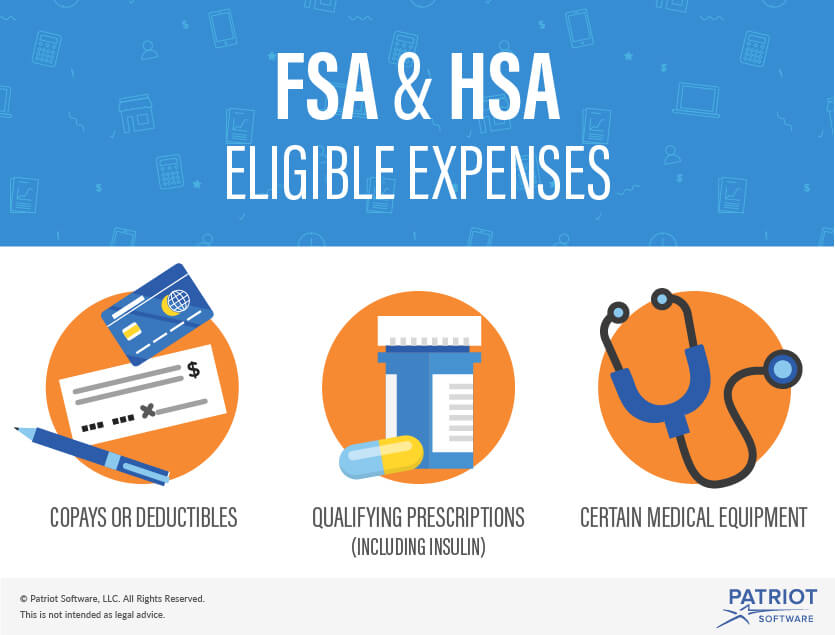 FSA & HSA
ELIGIBLE EXPENSES
$
COPAYS OR DEDUCTIBLES
QUALIFYING PRESCRIPTIONS
(INCLUDING INSULIN)
CERTAIN MEDICAL EQUIPMENT
© Patriot Software, LLC. All Rights Reserved.
This is not intended as legal advice.
PATRIOT
SOFTWARE